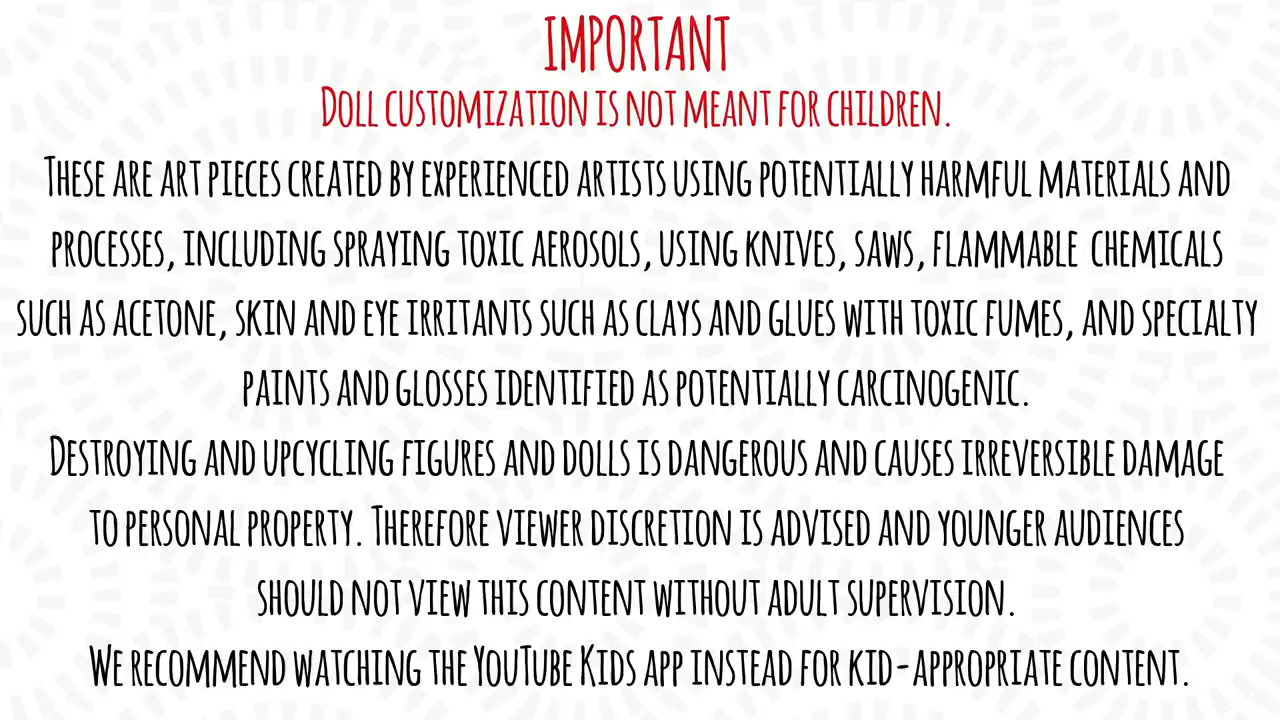 IMPORTANT
DOLL CUSTOMIZATION IS NOT MEANT FOR CHILDREN.
THESE ARE ART PIECES CREATED BY EXPERIENCED ARTISTS USING POTENTIALLY HARMFUL MATERIALS AND
PROCESSES, INCLUDING SPRAYING TOXIC AEROSOLS, USING KNIVES, SAWS, FLAMMABLE CHEMICALS
SUCH AS ACETONE, SKIN AND EYE IRRITANTS SUCH AS CLAYS AND GLUES WITH TOXIC FUMES, AND SPECIALTY
PAINTS AND GLOSSES IDENTIFIED AS POTENTIALLY CARCINOGENIC.
DESTROYING AND UPCYCLING FIGURES AND DOLLS IS DANGEROUS AND CAUSES IRREVERSIBLE DAMAGE
TO PERSONAL PROPERTY. THEREFORE VIEWER DISCRETION IS ADVISED AND YOUNGER AUDIENCES
SHOULD NOT VIEW THIS CONTENT WITHOUT ADULT SUPERVISION.
WE RECOMMEND WATCHING THE YOUTUBE KIDS APP INSTEAD FOR KID-APPROPRIATE CONTENT.